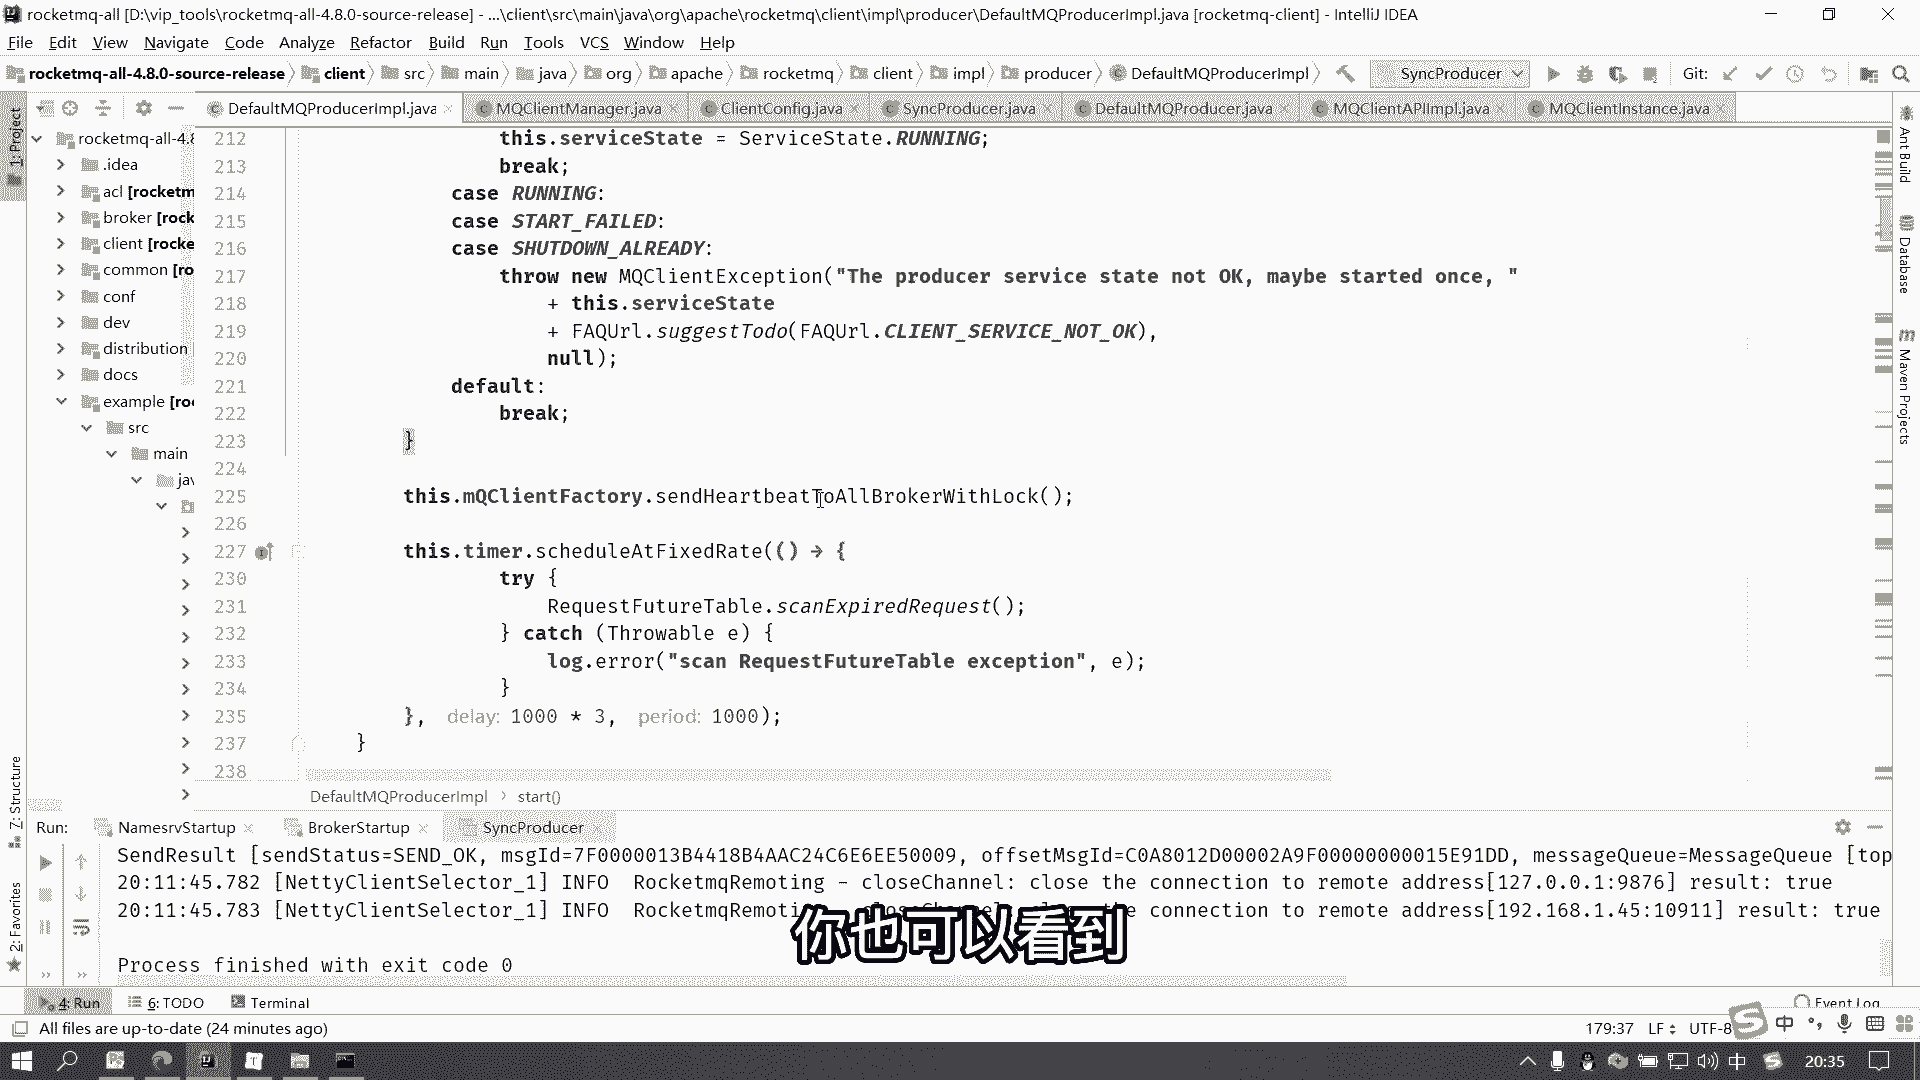 rocketmq-all [D:\vip_tools\rocketmq-all-4.8.0-source-release] - ...\client\src\main\java\org\apache\rocketmq\client\impl\producer\DefaultMQProducerImpl.java [rocketmq-client] - IntelliJ IDEA
File Edit View Navigate Code Analyze Refactor Build Run Tools VCS Window Help
rocketmq-all-4.8.0-source-release client src main java org apache rocketmq client impl producer DefaultMQProducerImpl SyncProducer Git:
DefaultMQProducerImpl.java MQClientManager.java ClientConfig.java SyncProducer.java DefaultMQProducer.java MQClientAPIImpl.java MQClientInstance.java
1: Project
rocketmq-all-4.8
.idea
acl [rocketm
broker [rock
client [rocke
common [ro
conf
dev
distribution
docs
example [roc
src
main
jav
212 this.serviceState = ServiceState.RUNNING;
213 break;
214 case RUNNING:
215 case START_FAILED:
216 case SHUTDOWN_ALREADY:
217 throw new MQClientException("The producer service state not OK, maybe started once, "
218 + this.serviceState
219 + FAQUrl.suggestTodo(FAQUrl.CLIENT_SERVICE_NOT_OK),
220 null);
221 default:
222 break;
223 }
224
225 this.mQClientFactory.sendHeartbeatToAllBrokerWithLock();
226
227 this.timer.scheduleAtFixedRate(() → {
230 try {
231 RequestFutureTable.scanExpiredRequest();
232 } catch (Throwable e) {
233 log.error("scan RequestFutureTable exception", e);
234 }
235 }, delay: 1000 * 3, period: 1000);
237 }
238
DefaultMQProducerImpl start()
Ant Build
Database
Maven Projects
7: Structure
2: Favorites
Run: NamesrvStartup BrokerStartup SyncProducer
SendResult [sendStatus=SEND_OK, msgId=7F0000013B4418B4AAC24C6E6EE50009, offsetMsgId=C0A8012D00002A9F00000000015E91DD, messageQueue=MessageQueue [top
20:11:45.782 [NettyClientSelector_1] INFO RocketmqRemoting - closeChannel: close the connection to remote address[127.0.0.1:9876] result: true
20:11:45.783 [NettyClientSelector_1] INFO RocketmqRemoting connection to remote address[192.168.1.45:10911] result: true
你也可以看到
Process finished with exit code 0
4: Run 6: TODO Terminal Event Log
All files are up-to-date (24 minutes ago) 179:37 LF UTF-8 中
中 20:35